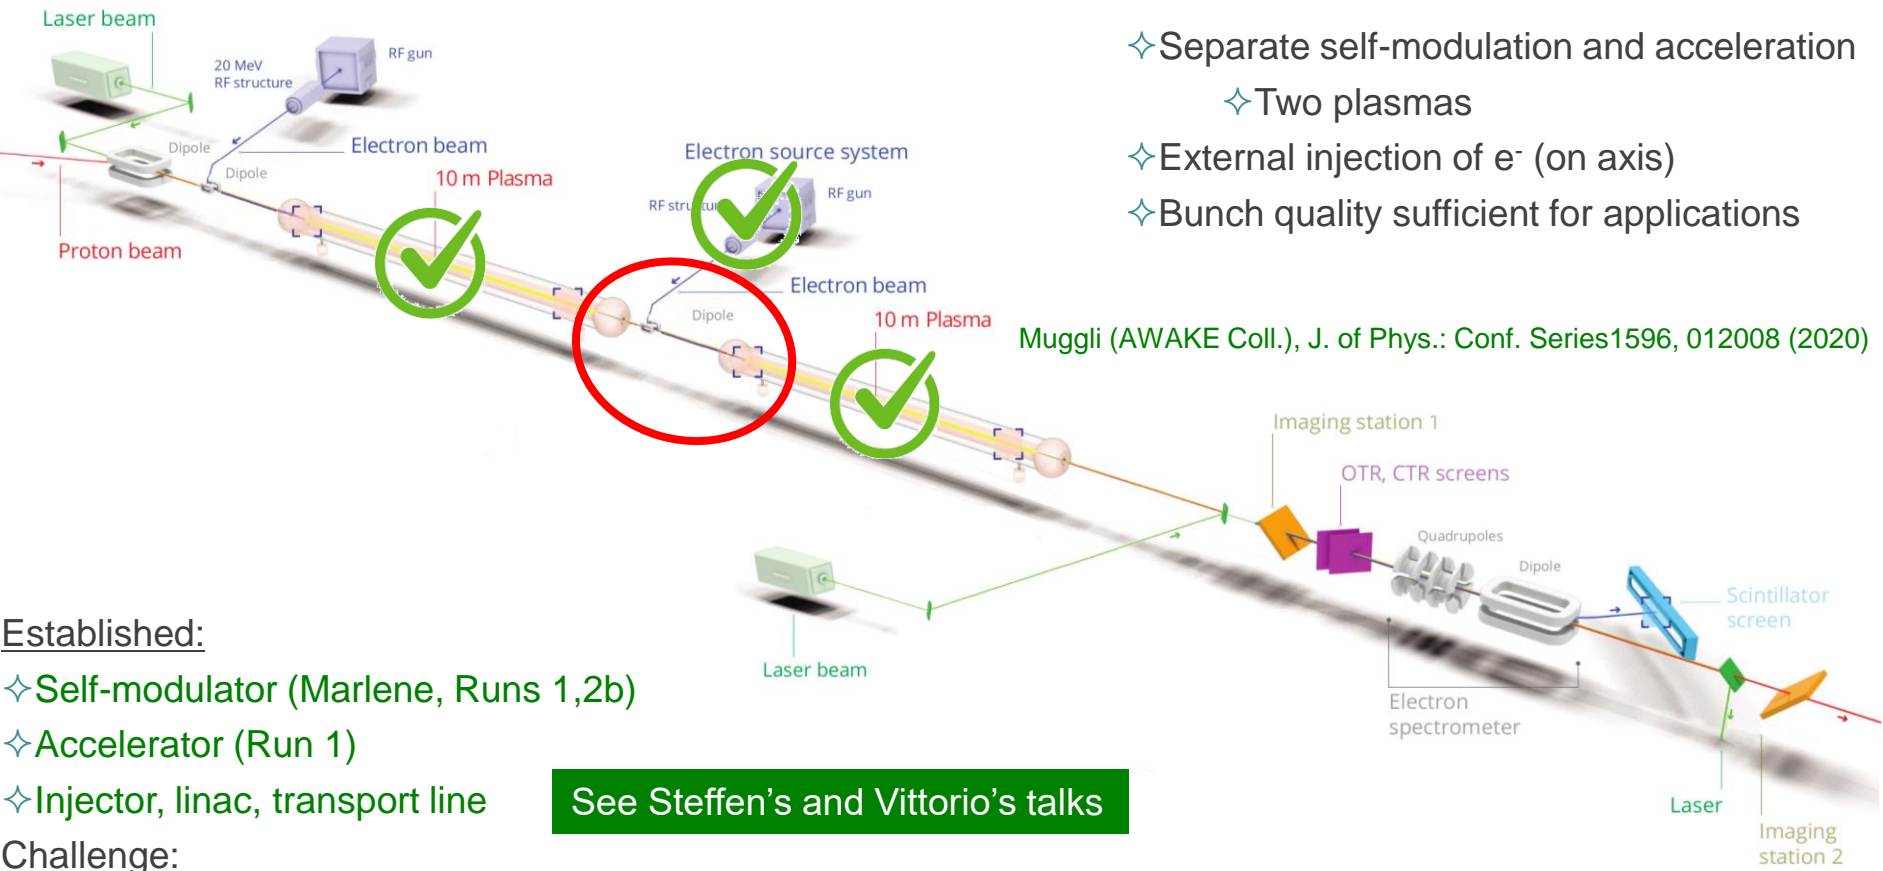 Laser beam
20 MeV
RF structure
RF gun
Dipole
Electron beam
Dipole
10 m Plasma
Proton beam
Electron source system
RF gun
Electron beam
Dipole
10 m Plasma
✧Separate self-modulation and acceleration
✧Two plasmas
✧External injection of e⁻ (on axis)
✧Bunch quality sufficient for applications
Muggli (AWAKE Coll.), J. of Phys.: Conf. Series1596, 012008 (2020)
Imaging station 1
OTR, CTR screens
Quadrupoles
Dipole
Scintillator
screen
Laser beam
Electron
spectrometer
Laser
Imaging
station 2
Established:
✧Self-modulator (Marlene, Runs 1,2b)
✧Accelerator (Run 1)
✧Injector, linac, transport line
See Steffen's and Vittorio's talks
Challenge: